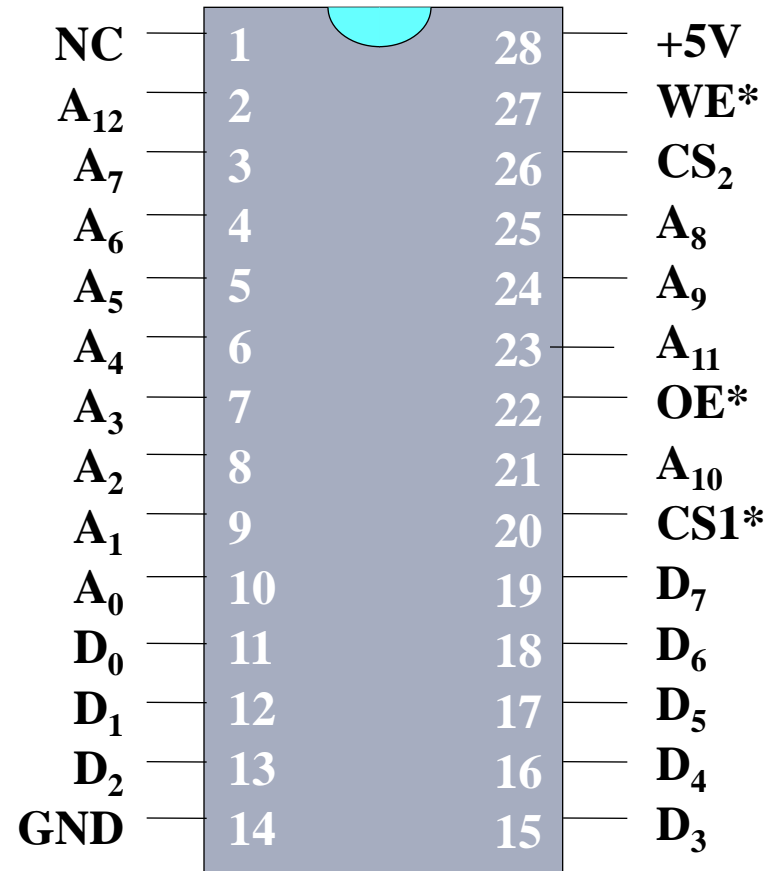 NC 1 28 +5V
A₁₂ 2 27 WE*
A₇ 3 26 CS₂
A₆ 4 25 A₈
A₅ 5 24 A₉
A₄ 6 23 A₁₁
A₃ 7 22 OE*
A₂ 8 21 A₁₀
A₁ 9 20 CS1*
A₀ 10 19 D₇
D₀ 11 18 D₆
D₁ 12 17 D₅
D₂ 13 16 D₄
GND 14 15 D₃